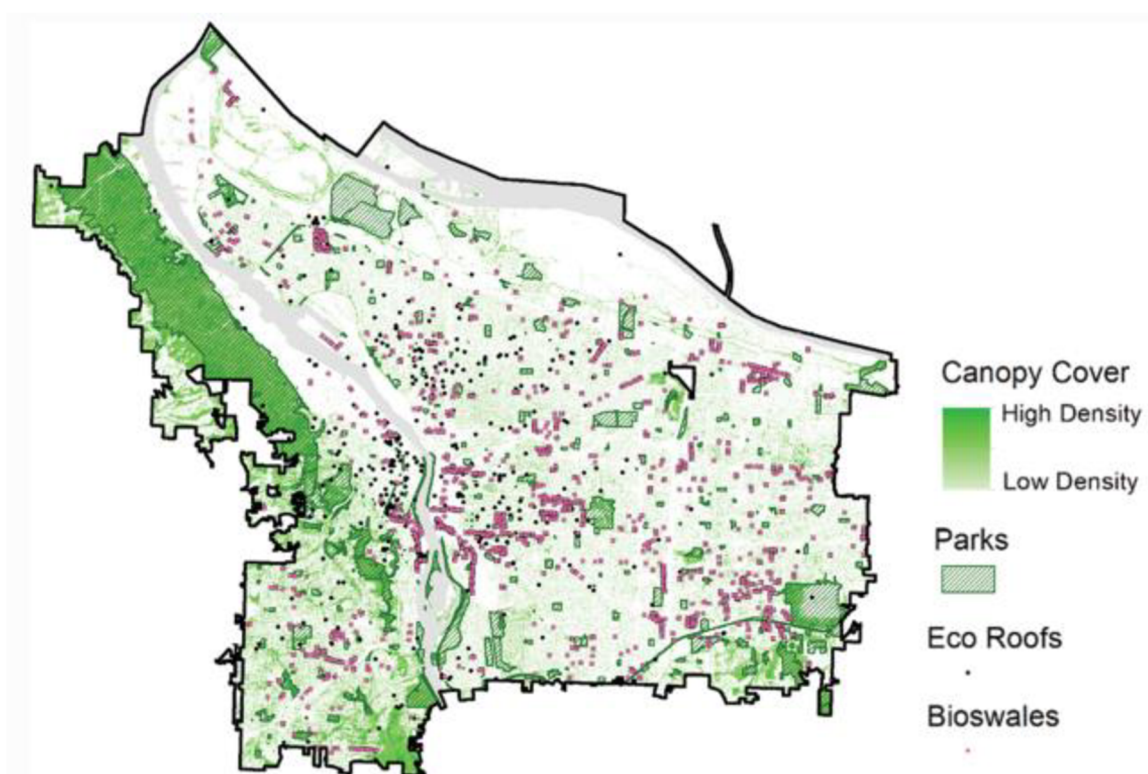 Canopy Cover
High Density
Low Density
Parks
Eco Roofs
Bioswales